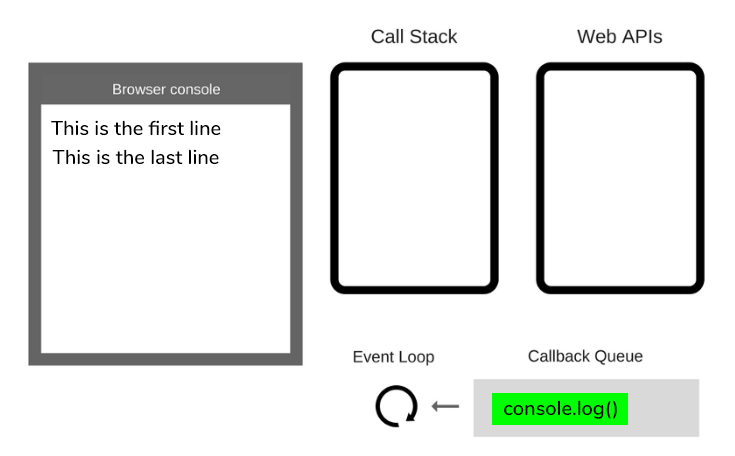 Call Stack
Web APIs
Browser console
This is the first line
This is the last line
Event Loop
Callback Queue
console.log()